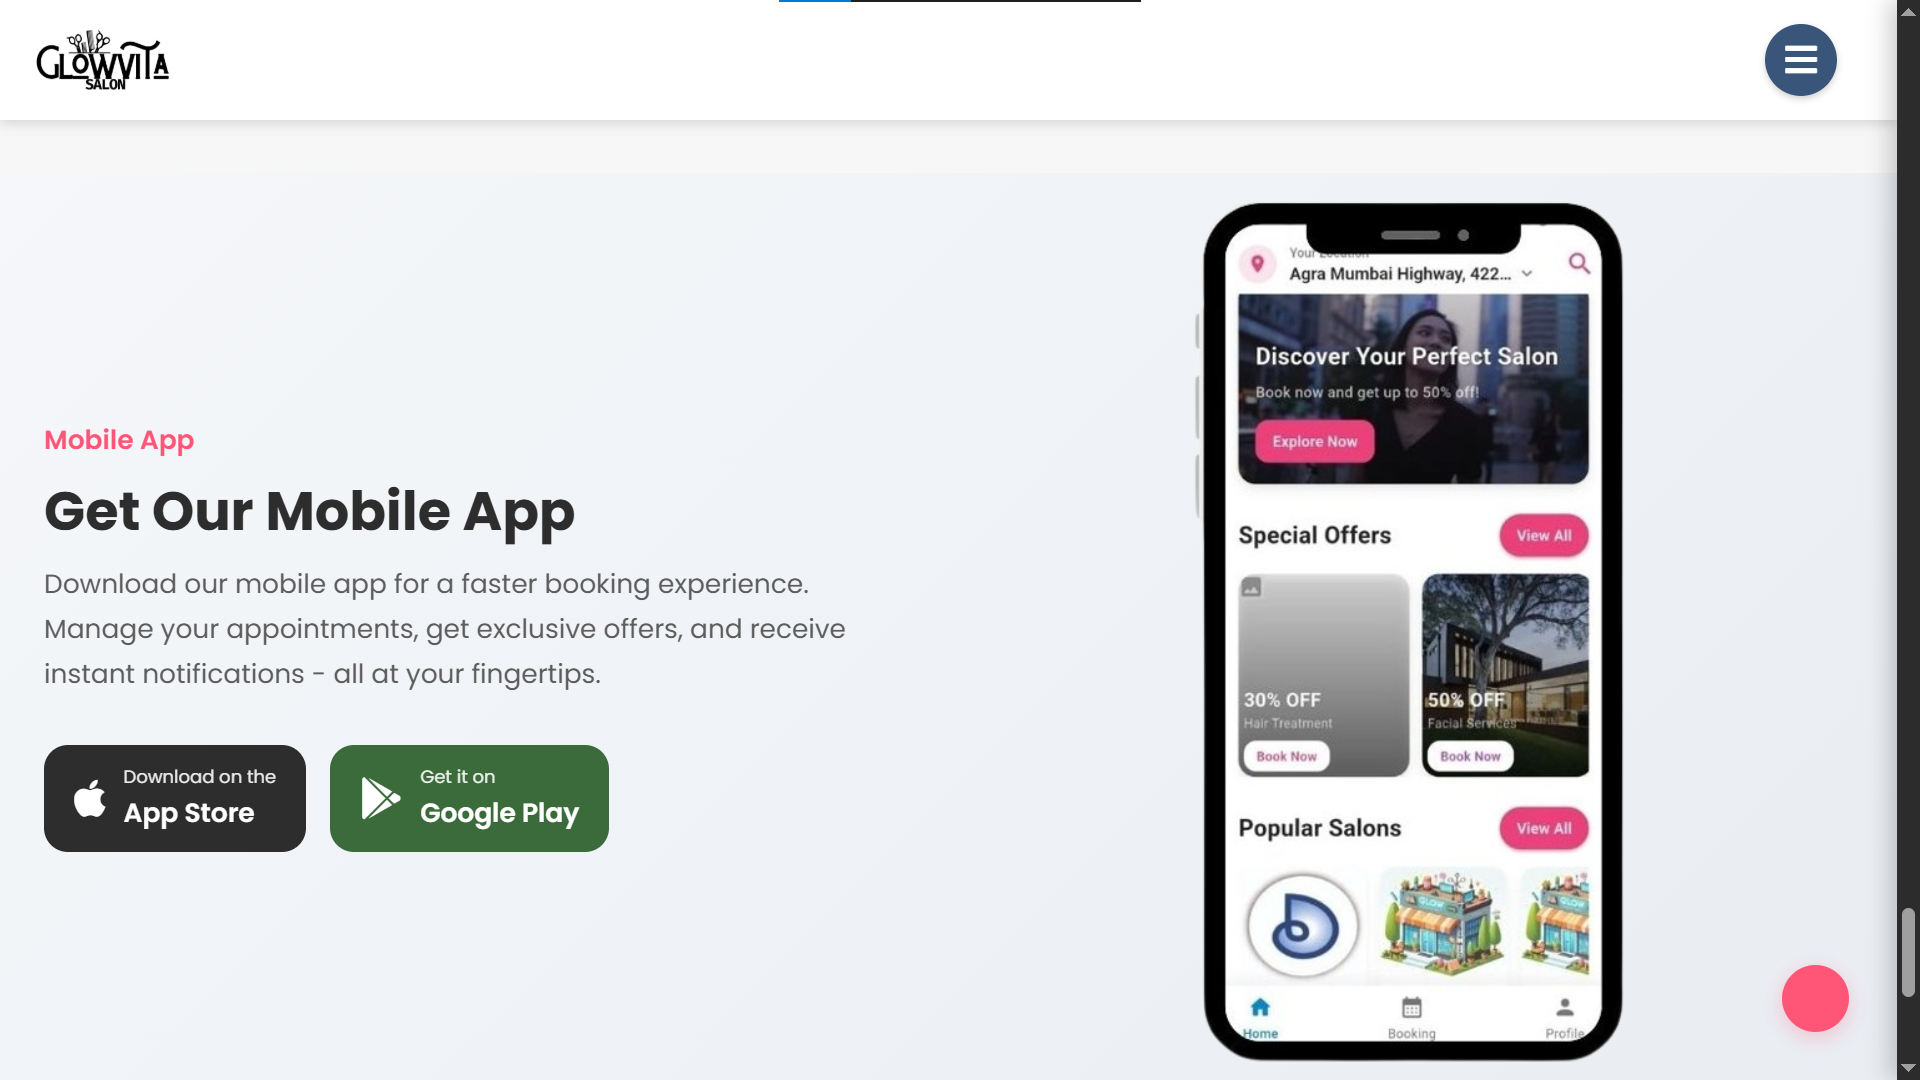 GLOWVITA
SALON
Mobile App
Get Our Mobile App
Download our mobile app for a faster booking experience.
Manage your appointments, get exclusive offers, and receive
instant notifications - all at your fingertips.
Download on the
App Store
Get it on
Google Play
Your Location
Agra Mumbai Highway, 422...
Discover Your Perfect Salon
Book now and get up to 50% off!
Explore Now
Special Offers
View All
30% OFF
Hair Treatment
Book Now
50% OFF
Facial Services
Book Now
Popular Salons
View All
GLOW
GLOW
Home
Booking
Profile